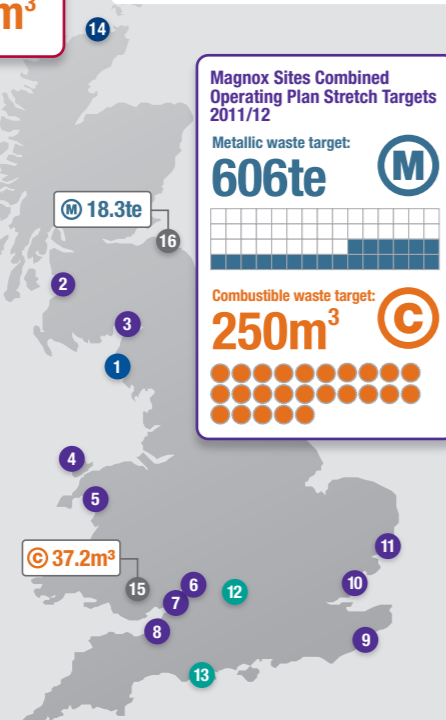 m³
14
Magnox Sites Combined
Operating Plan Stretch Targets
2011/12
Metallic waste target:
606te
M
M 18.3te
16
2
Combustible waste target:
250m³
C
3
1
4
5
11
C 37.2m³
15
6
12
10
7
8
9
13